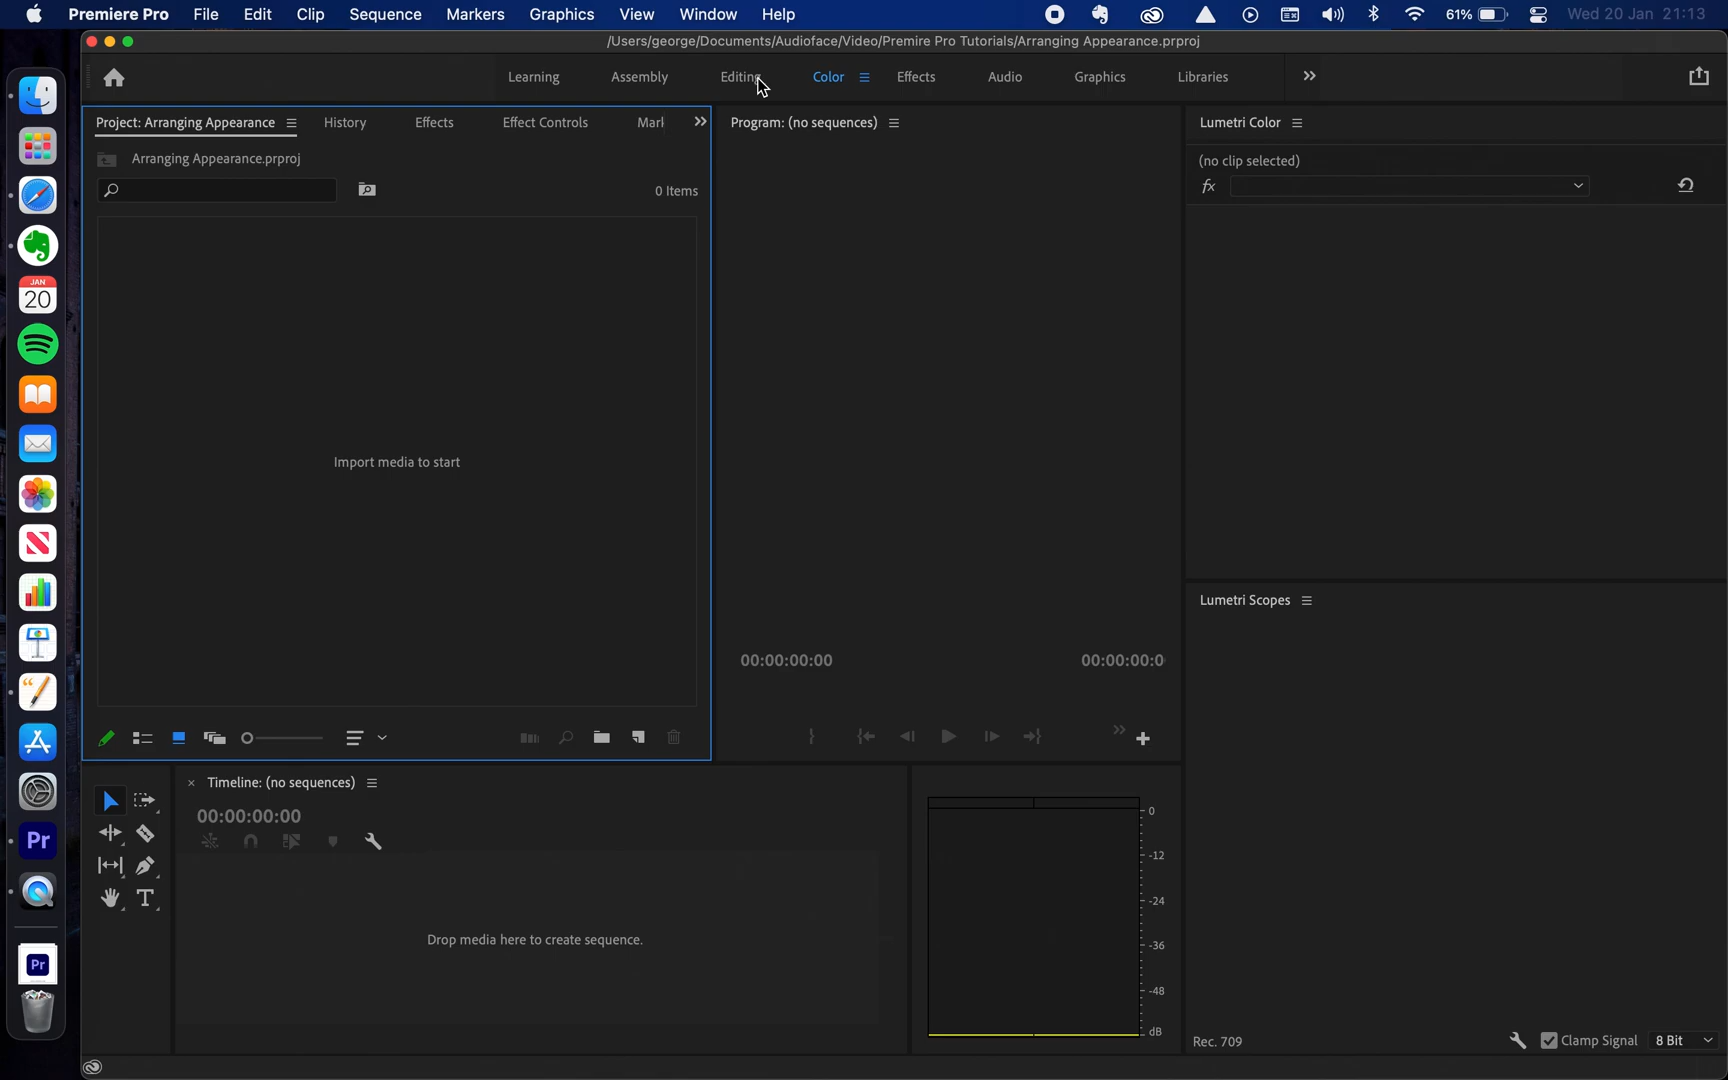 Premiere Pro File Edit Clip Sequence Markers Graphics View Window Help 61% Wed 20 Jan 21:13
/Users/george/Documents/Audioface/Video/Premire Pro Tutorials/Arranging Appearance.prproj
Learning Assembly Editing Color Effects Audio Graphics Libraries
Project: Arranging Appearance History Effects Effect Controls Mark
Program: (no sequences)
Lumetri Color
Arranging Appearance.prproj
(no clip selected)
fx
0 Items
JAN
20
Import media to start
Lumetri Scopes
00:00:00:00 00:00:00:0
Timeline: (no sequences)
00:00:00:00
Drop media here to create sequence.
0
-12
-24
-36
-48
dB
Pr
T
Pr
Rec. 709
Clamp Signal 8 Bit